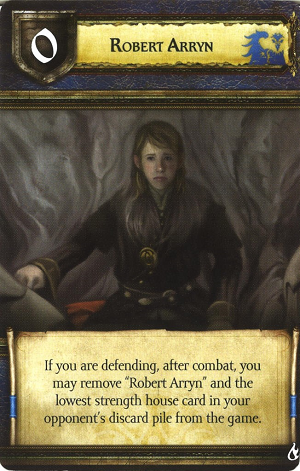 0
Robert Arryn
If you are defending, after combat, you
may remove “Robert Arryn” and the
lowest strength house card in your
opponent’s discard pile from the game.